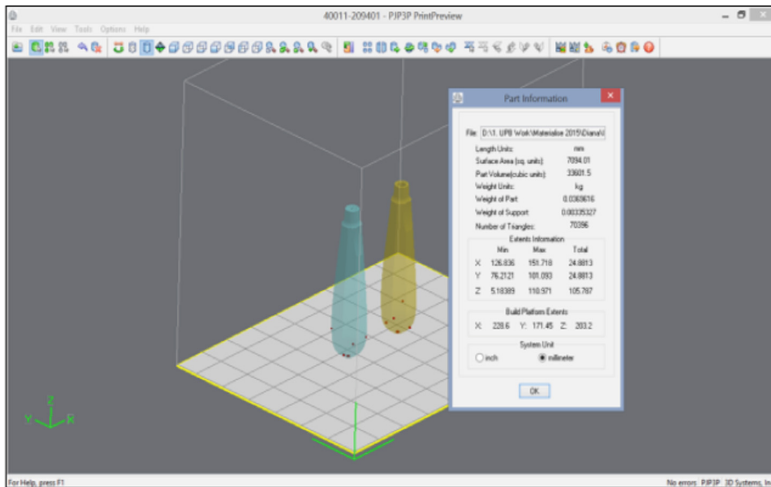 40011-209401 - PJP3P PrintPreview
File Edit View Tools Options Help
Part Information
File: D:\1. UPB Work\Materialise 2015\Diana\I
Length Units: mm
Surface Area (sq. units) 7094.01
Part Volume(cubic units) 33601.5
Weight Units: kg
Weight of Part 0.0369616
Weight of Support 0.00335327
Number of Triangles: 70396
Extents Information
Min Max Total
X 126.836 151.718 24.8813
Y 76.2121 101.093 24.8813
Z 5.18389 110.971 105.787
Build Platform Extents
X: 228.6 Y: 171.45 Z: 203.2
System Unit
inch millimeter
OK
Z
Y
For Help, press F1
No errors PJP3P 3D Systems, In